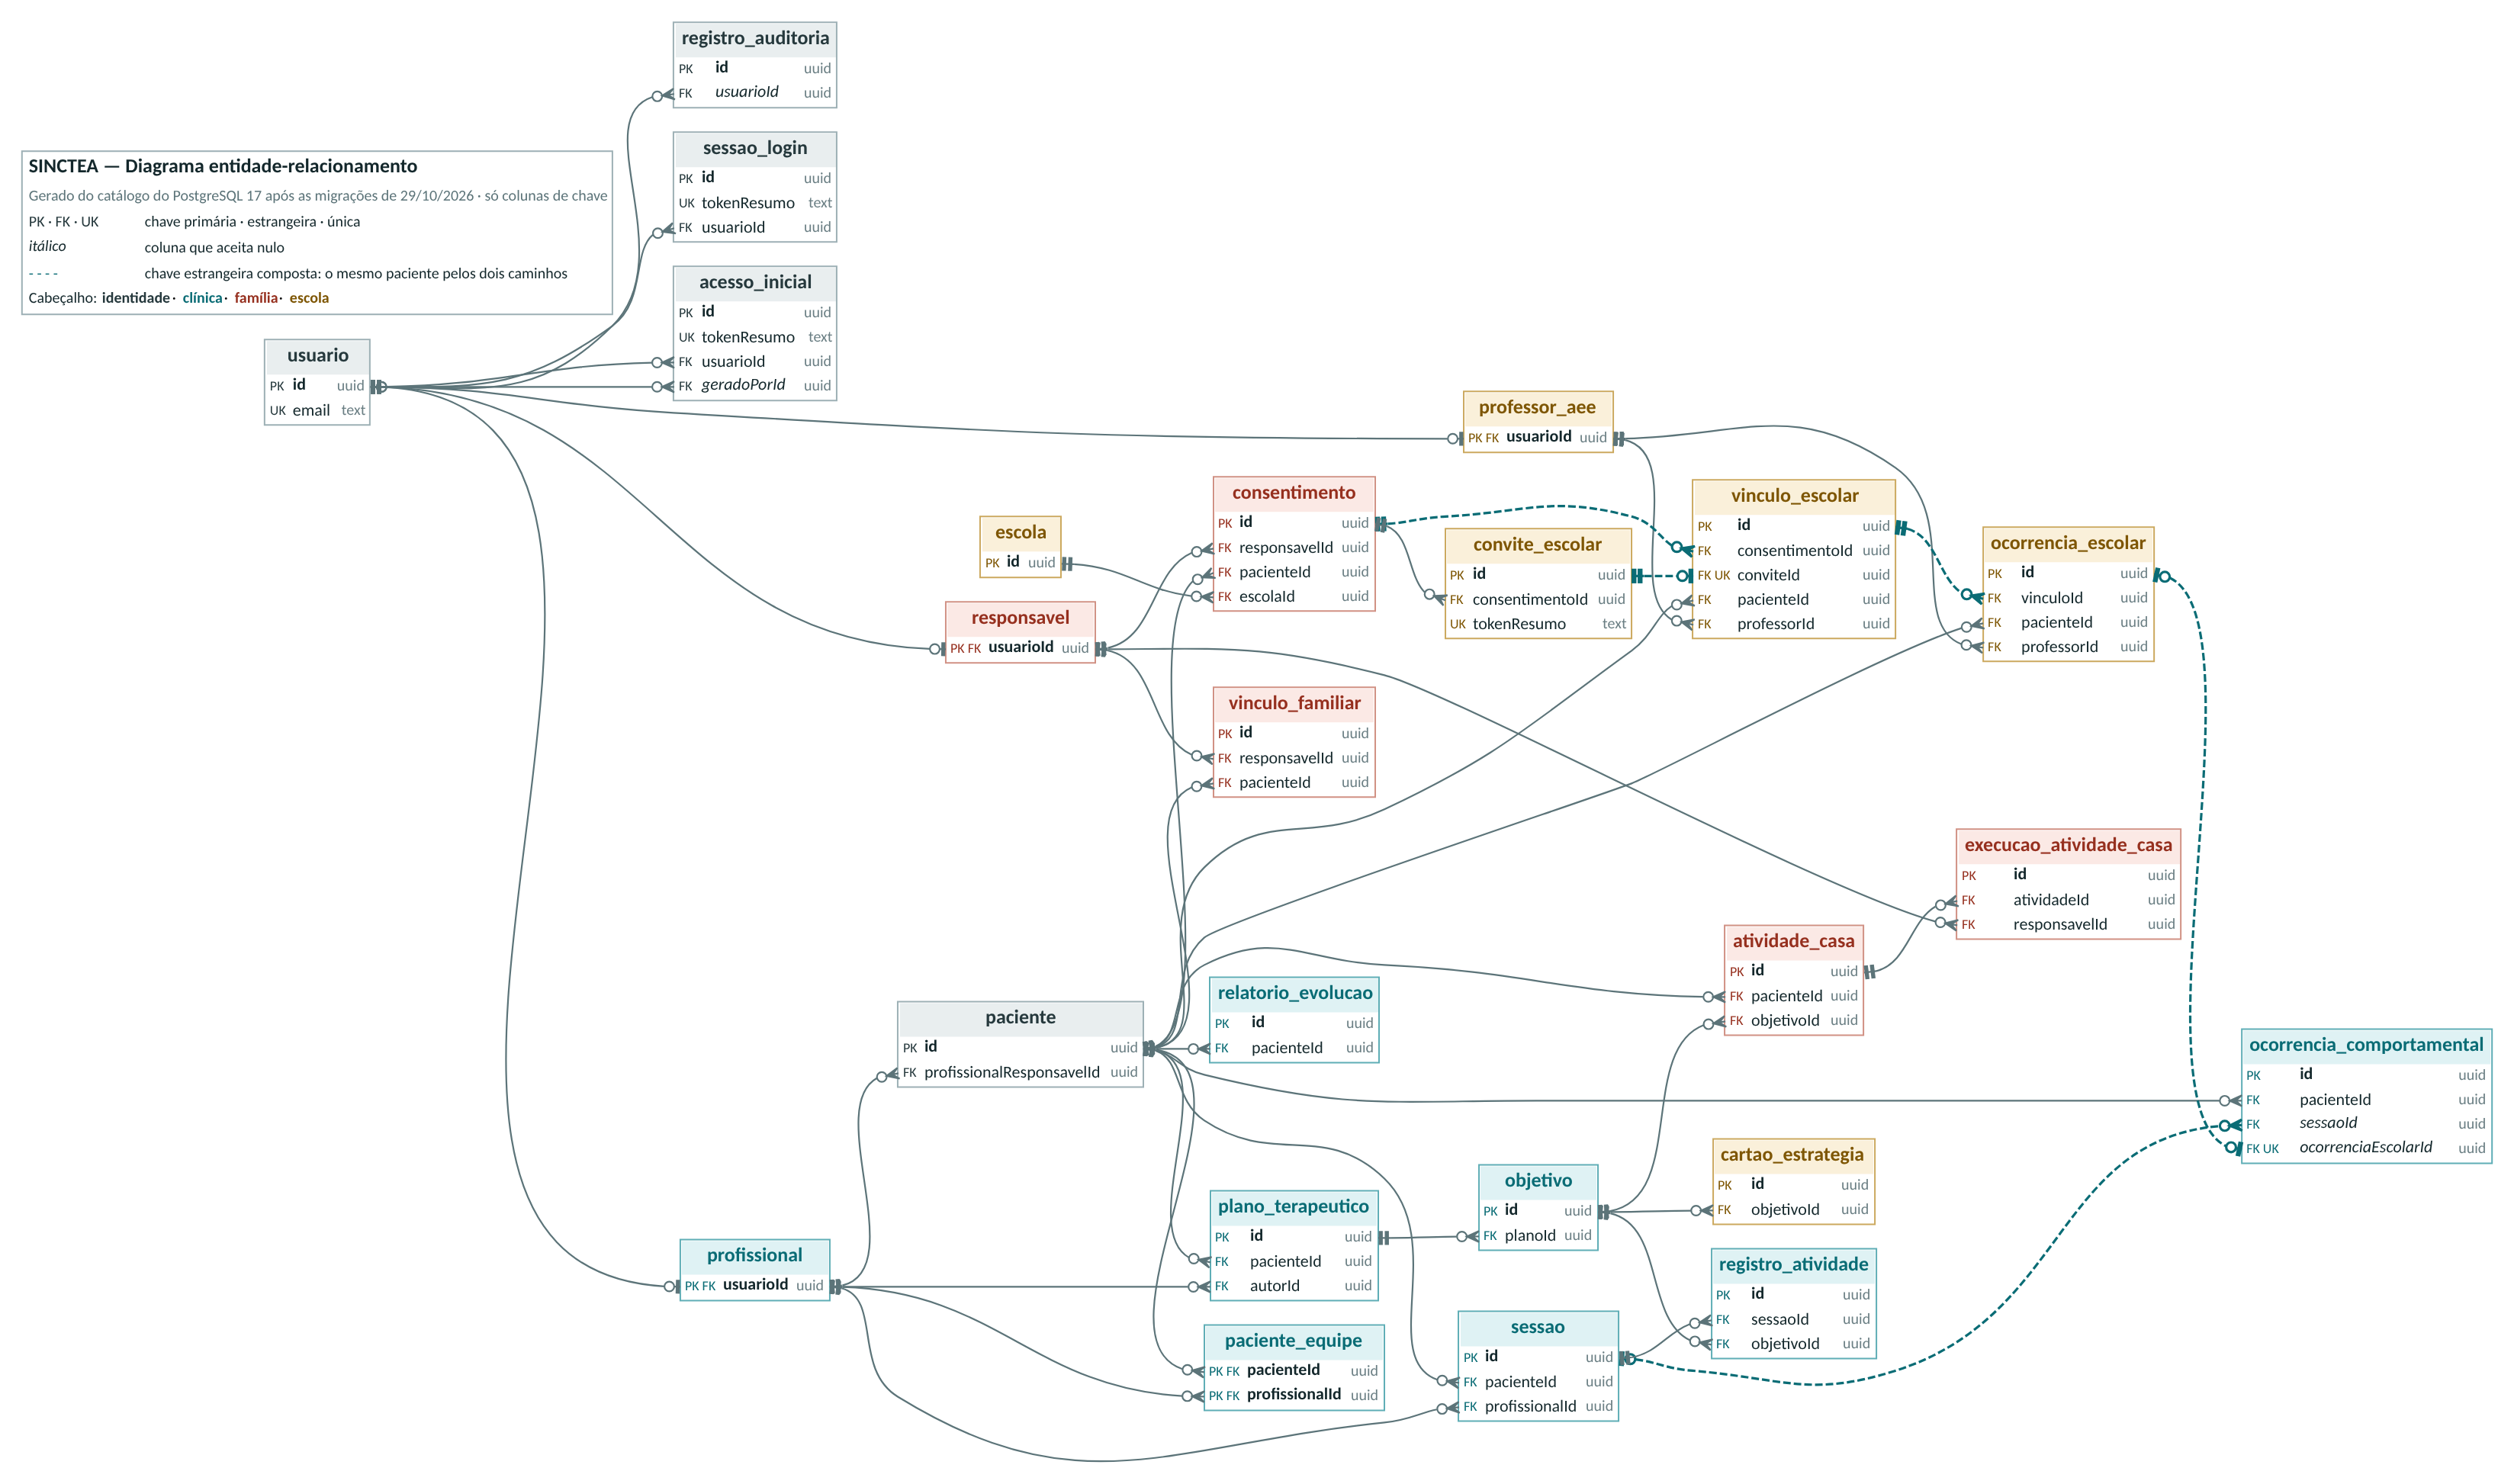 registro_auditoria
PK id uuid
FK usuarioId uuid
sessao_login
PK id uuid
UK tokenResumo text
FK usuarioId uuid
SINCTEA — Diagrama entidade-relacionamento
Gerado do catálogo do PostgreSQL 17 após as migrações de 29/10/2026 · só colunas de chave
PK · FK · UK chave primária · estrangeira · única
itálico coluna que aceita nulo
- - - - chave estrangeira composta: o mesmo paciente pelos dois caminhos
Cabeçalho: identidade · clínica · família · escola
acesso_inicial
PK id uuid
UK tokenResumo text
FK usuarioId uuid
FK geradoPorId uuid
usuario
PK id uuid
UK email text
professor_aee
PK FK usuarioId uuid
consentimento
PK id uuid
FK responsavelId uuid
FK pacienteId uuid
FK escolaId uuid
vinculo_escolar
PK id uuid
FK consentimentoId uuid
FK UK conviteId uuid
FK pacienteId uuid
FK professorId uuid
escola
PK id uuid
convite_escolar
PK id uuid
FK consentimentoId uuid
UK tokenResumo text
ocorrencia_escolar
PK id uuid
FK vinculoId uuid
FK pacienteId uuid
FK professorId uuid
responsavel
PK FK usuarioId uuid
vinculo_familiar
PK id uuid
FK responsavelId uuid
FK pacienteId uuid
execucao_atividade_casa
PK id uuid
FK atividadeId uuid
FK responsavelId uuid
atividade_casa
PK id uuid
FK pacienteId uuid
FK objetivoId uuid
relatorio_evolucao
PK id uuid
FK pacienteId uuid
paciente
PK id uuid
FK profissionalResponsavelId uuid
ocorrencia_comportamental
PK id uuid
FK pacienteId uuid
FK sessaoId uuid
FK UK ocorrenciaEscolarId uuid
cartao_estrategia
PK id uuid
FK objetivoId uuid
objetivo
PK id uuid
FK planoId uuid
plano_terapeutico
PK id uuid
FK pacienteId uuid
FK autorId uuid
profissional
PK FK usuarioId uuid
registro_atividade
PK id uuid
FK sessaoId uuid
FK objetivoId uuid
sessao
PK id uuid
FK pacienteId uuid
FK profissionalId uuid
paciente_equipe
PK FK pacienteId uuid
PK FK profissionalId uuid